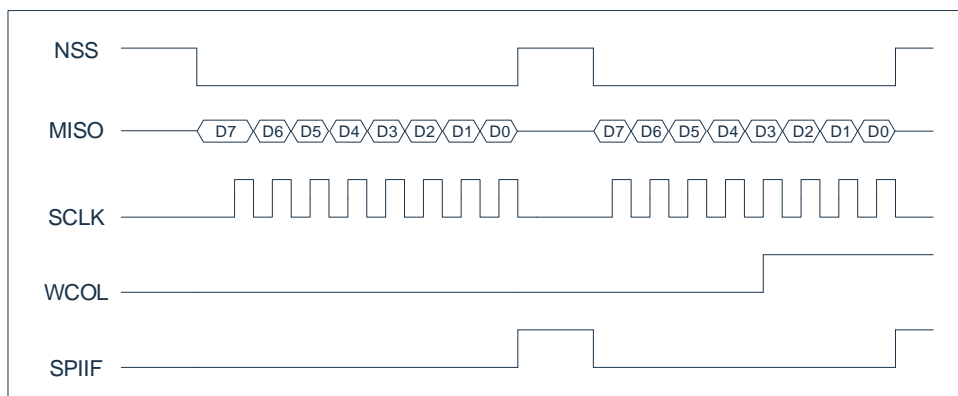 NSS
MISO D7 D6 D5 D4 D3 D2 D1 D0 D7 D6 D5 D4 D3 D2 D1 D0
SCLK
WCOL
SPIIF